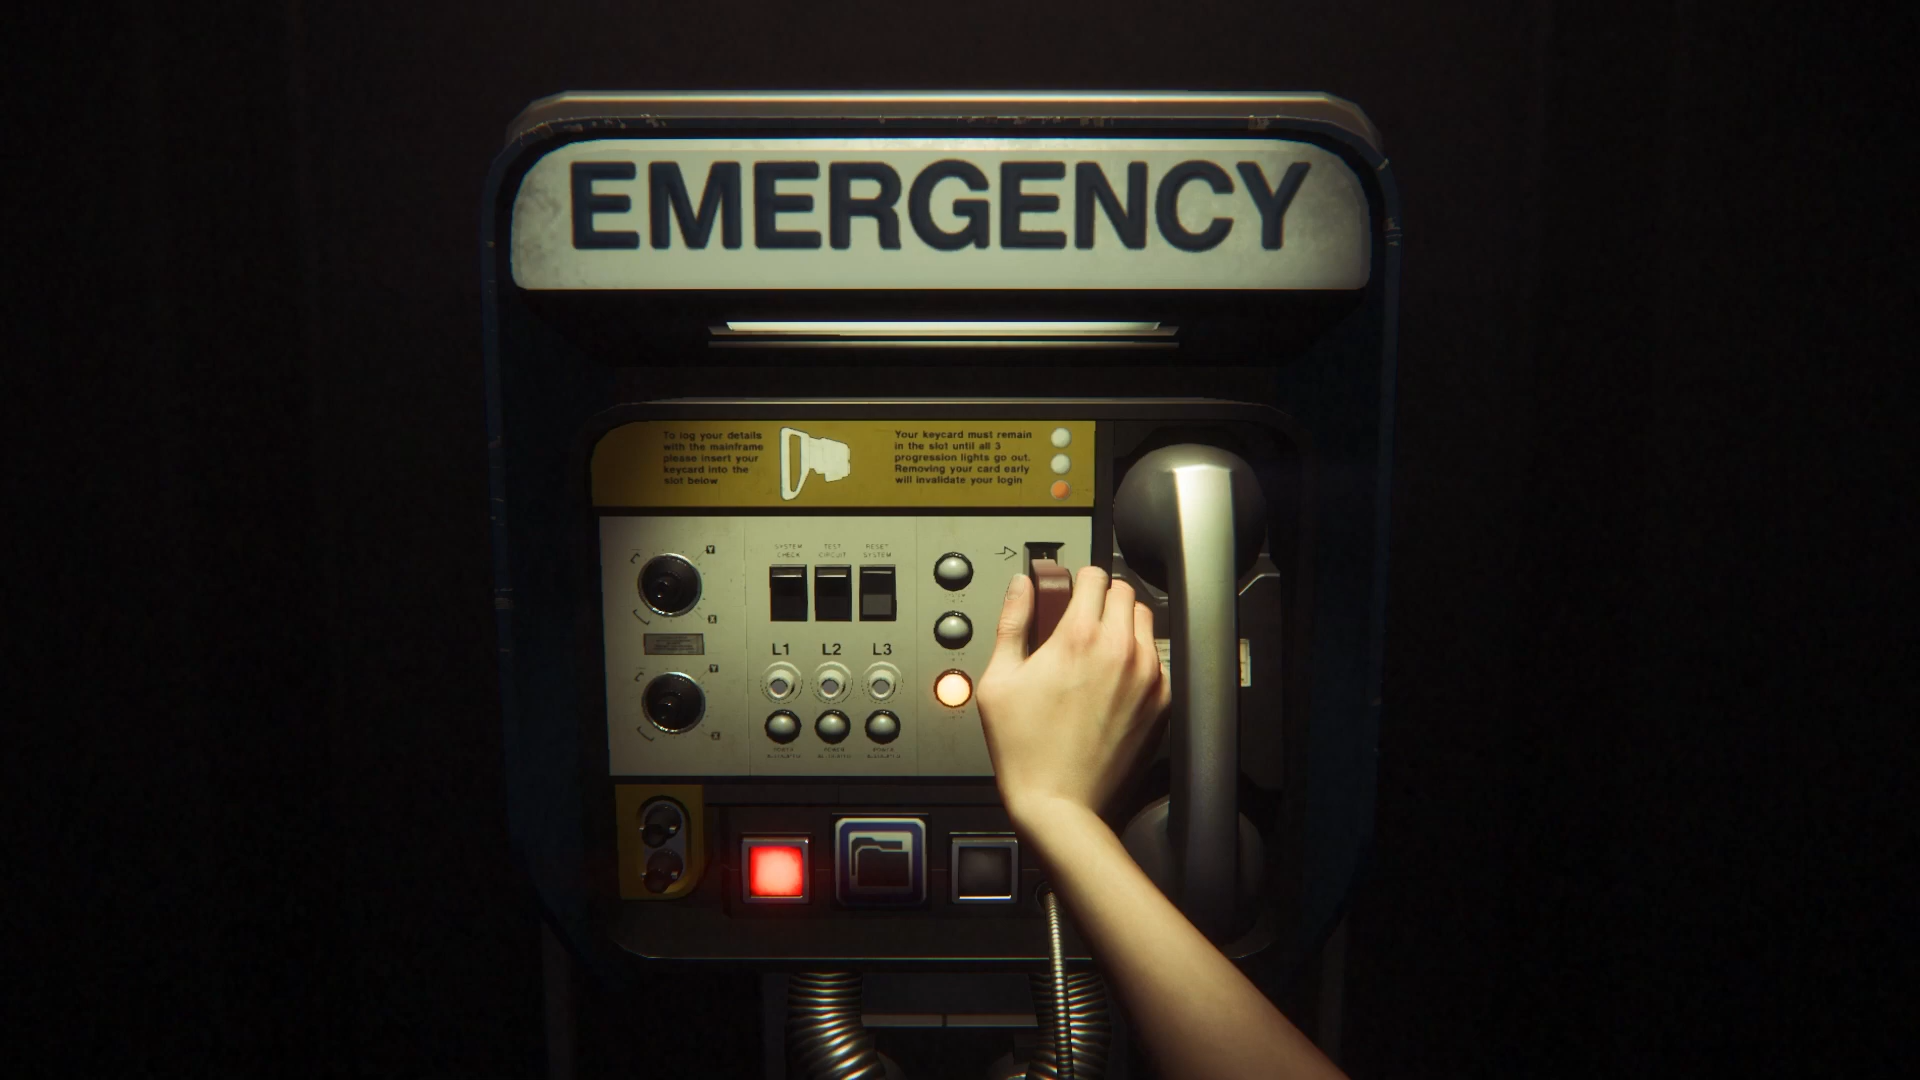 EMERGENCY
To log your details
with the mainframe
please insert your
keycard into the
slot below
Your keycard must remain
in the slot until all 3
progression lights go out.
Removing your card early
will invalidate your login
SYSTEM
CHECK
TEST
CIRCUIT
RESET
SYSTEM
L1
L2
L3